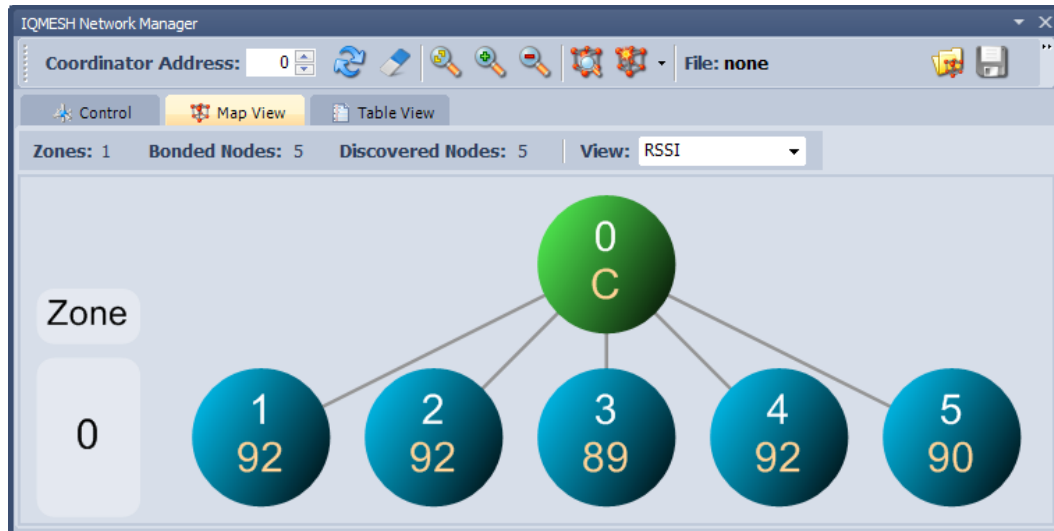 IQMESH Network Manager
Coordinator Address: 0 File: none
Control Map View Table View
Zones: 1 Bonded Nodes: 5 Discovered Nodes: 5 View: RSSI
0
C
Zone
0
1 2 3 4 5
92 92 89 92 90